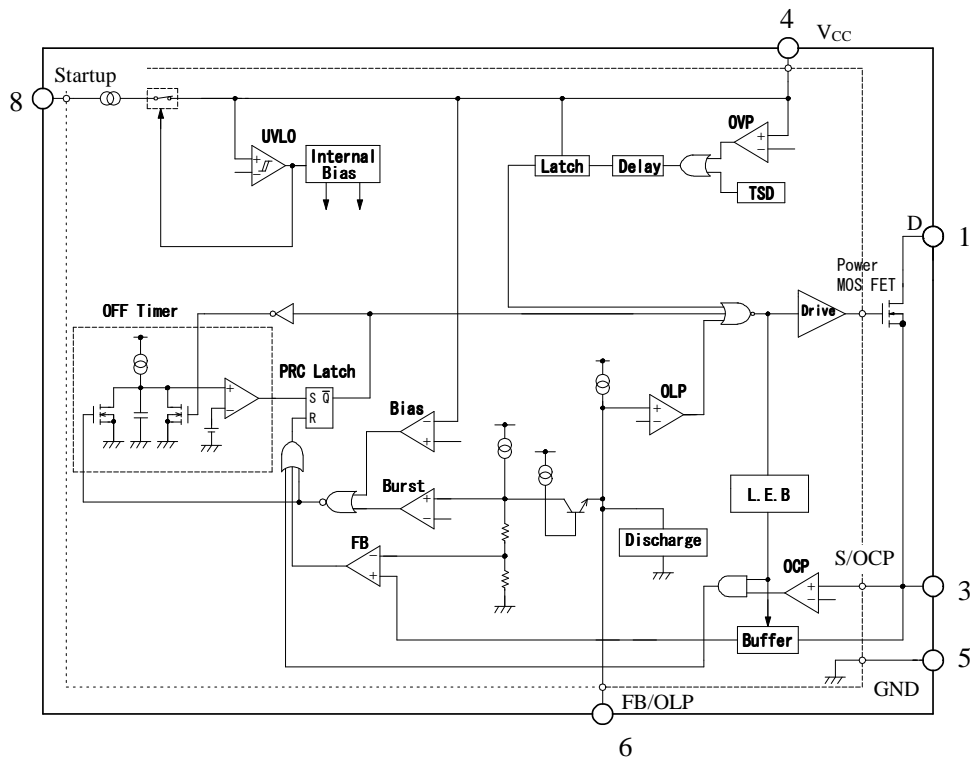 4
V_CC
Startup
8
UVLO
+
−
Internal
Bias
OVP
+
−
Latch
Delay
TSD
D
1
Power
MOS FET
OFF Timer
Drive
PRC Latch
+
−
S Q̅
R
OLP
+
−
Bias
−
+
Burst
+
−
L.E.B
Discharge
FB
−
+
OCP
+
−
S/OCP
3
Buffer
5
GND
FB/OLP
6